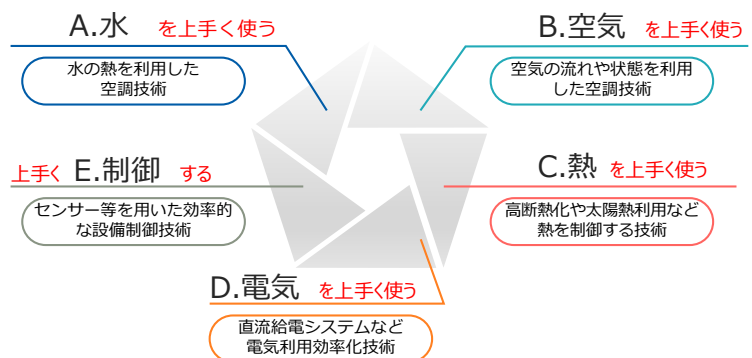 A.水 を上手く使う
水の熱を利用した
空調技術
B.空気 を上手く使う
空気の流れや状態を利用
した空調技術
上手く E.制御 する
センサー等を用いた効率的
な設備制御技術
C.熱 を上手く使う
高断熱化や太陽熱利用など
熱を制御する技術
D.電気 を上手く使う
直流給電システムなど
電気利用効率化技術